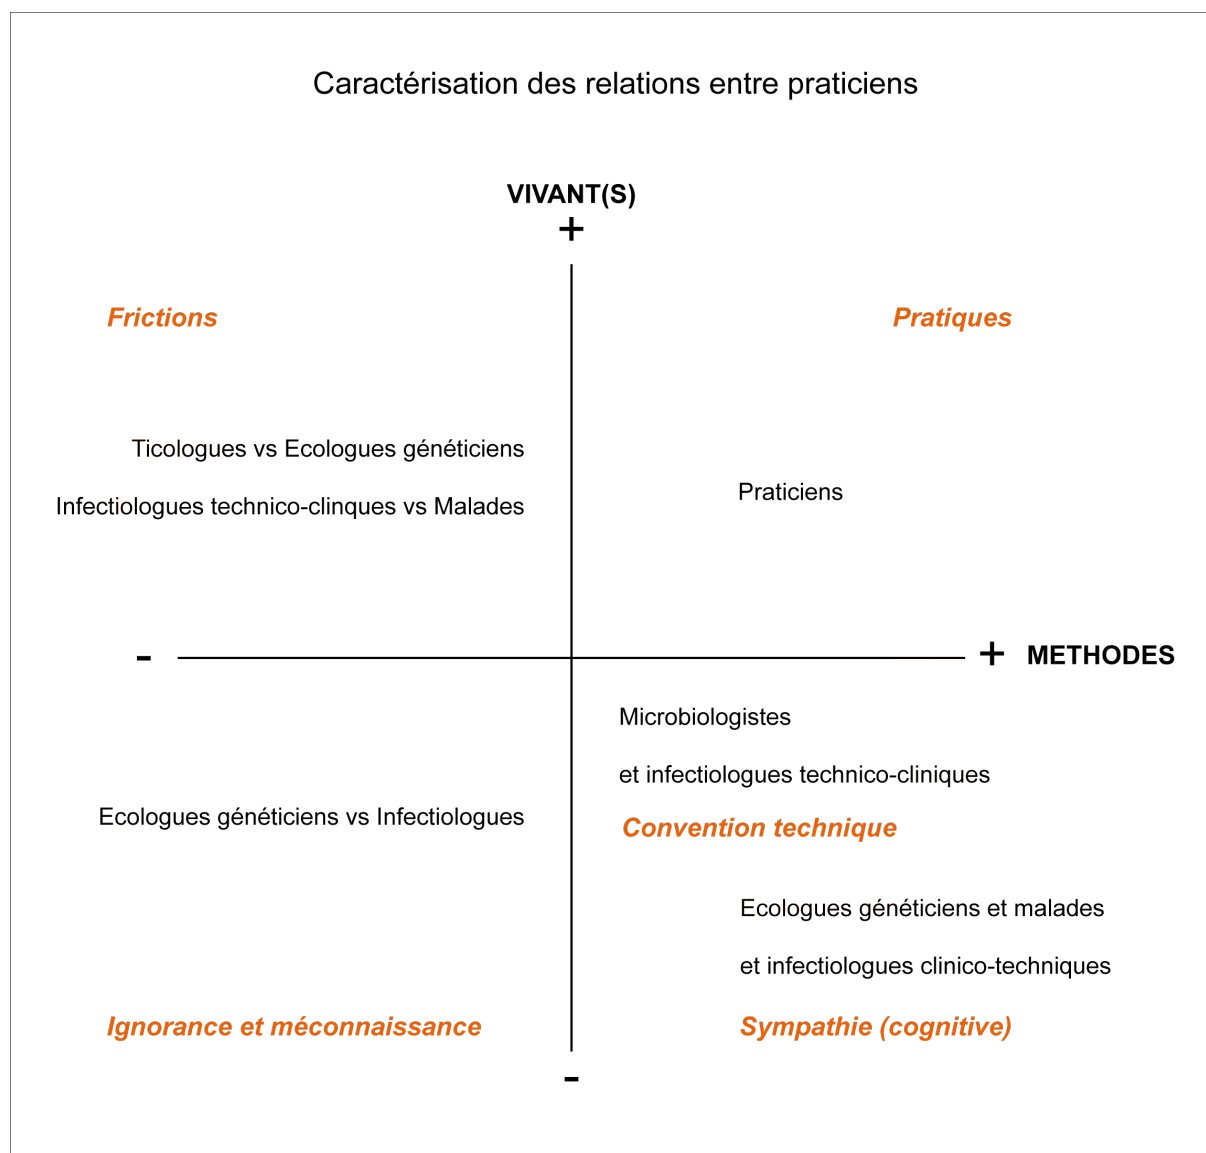 Caractérisation des relations entre praticiens
VIVANT(S)
+
Frictions
Pratiques
Ticologues vs Ecologues généticiens
Infectiologues technico-clinques vs Malades
Praticiens
-
+ METHODES
Microbiologistes
et infectiologues technico-cliniques
Ecologues généticiens vs Infectiologues
Convention technique
Ecologues généticiens et malades
et infectiologues clinico-techniques
Ignorance et méconnaissance
Sympathie (cognitive)
-